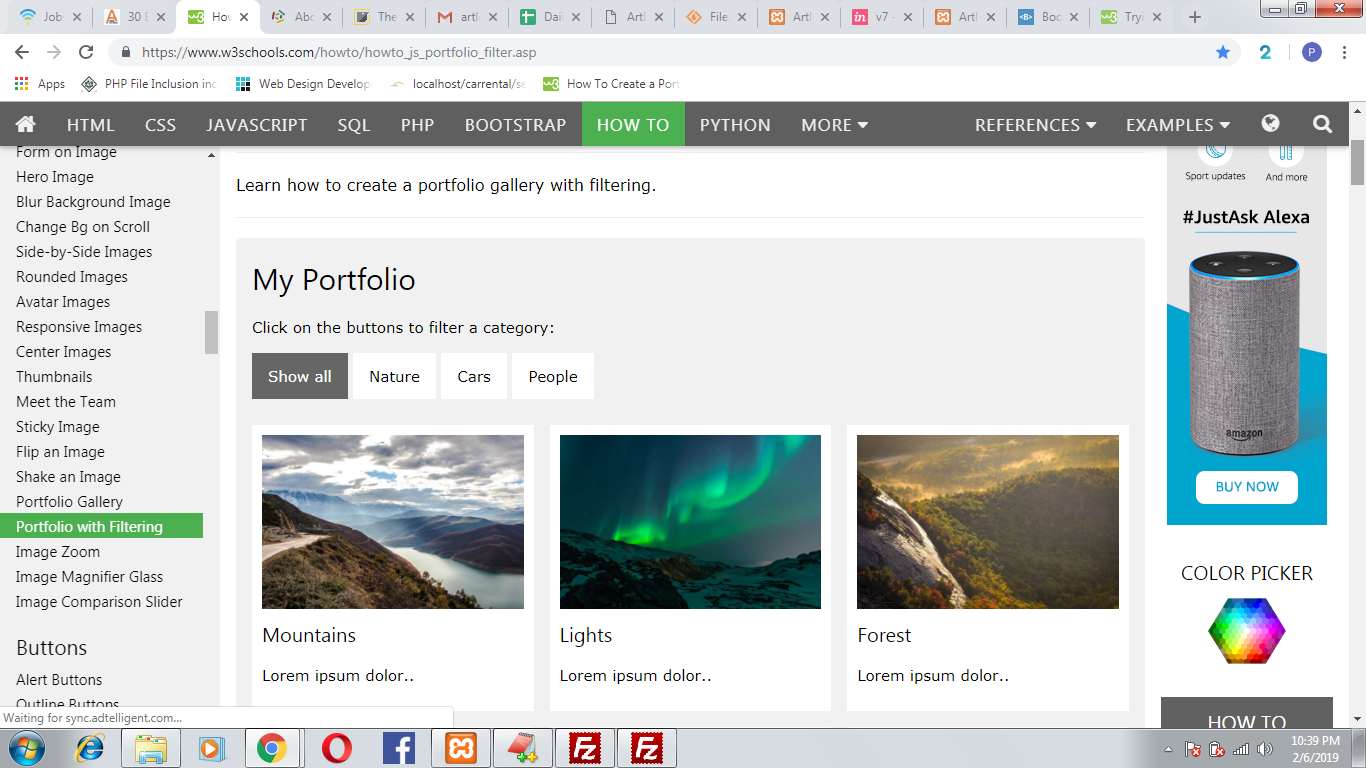 Jobs
30 E
How
Abo
The
artle
Dail
Artl
File
Artl
v7 -
Artl
Boo
Tryi
P
https://www.w3schools.com/howto/howto_js_portfolio_filter.asp
2
P
Apps
PHP File Inclusion inc
Web Design Develop
localhost/carrental/se
How To Create a Port
HTML
CSS
JAVASCRIPT
SQL
PHP
BOOTSTRAP
HOW TO
PYTHON
MORE
REFERENCES
EXAMPLES
Form on Image
Hero Image
Blur Background Image
Change Bg on Scroll
Side-by-Side Images
Rounded Images
Avatar Images
Responsive Images
Center Images
Thumbnails
Meet the Team
Sticky Image
Flip an Image
Shake an Image
Portfolio Gallery
Portfolio with Filtering
Image Zoom
Image Magnifier Glass
Image Comparison Slider
Buttons
Alert Buttons
Outline Buttons
Learn how to create a portfolio gallery with filtering.
My Portfolio
Click on the buttons to filter a category:
Show all
Nature
Cars
People
Mountains
Lorem ipsum dolor..
Lights
Lorem ipsum dolor..
Forest
Lorem ipsum dolor..
Sport updates
And more
#JustAsk Alexa
amazon
BUY NOW
COLOR PICKER
HOW TO
Waiting for sync.adtelligent.com...
10:39 PM
2/6/2019